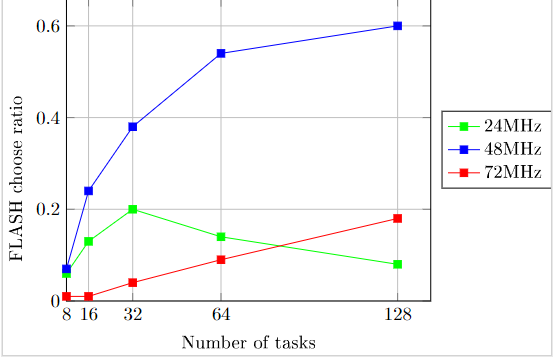 0.6
0.4
0.2
0
FLASH choose ratio
8 16 32 64 128
Number of tasks
24MHz
48MHz
72MHz